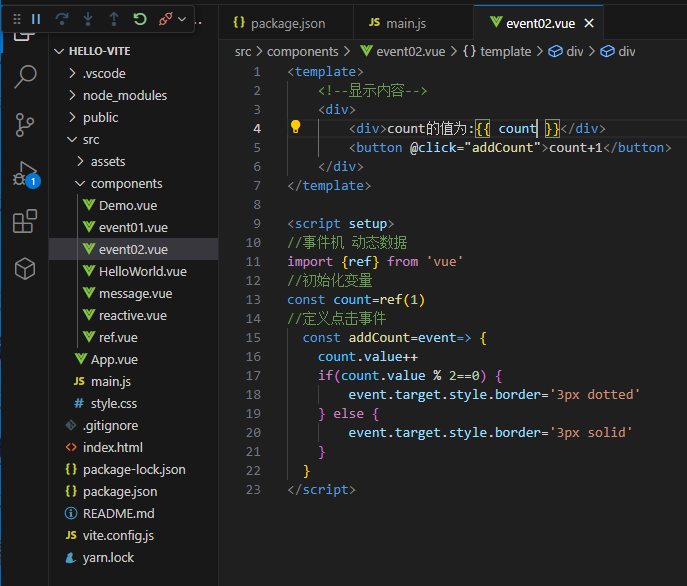 package.json
main.js
event02.vue
HELLO-VITE
src > components > event02.vue > {} template > div > div
.vscode
node_modules
public
src
assets
components
Demo.vue
event01.vue
event02.vue
HelloWorld.vue
message.vue
reactive.vue
ref.vue
App.vue
main.js
style.css
.gitignore
index.html
package-lock.json
package.json
README.md
vite.config.js
yarn.lock
1
1 <template>
2 <!--显示内容-->
3 <div>
4 <div>count的值为:{{ count }}</div>
5 <button @click="addCount">count+1</button>
6 </div>
7 </template>
8
9 <script setup>
10 //事件机 动态数据
11 import {ref} from 'vue'
12 //初始化变量
13 const count=ref(1)
14 //定义点击事件
15 const addCount=event=> {
16 count.value++
17 if(count.value % 2==0) {
18 event.target.style.border='3px dotted'
19 } else {
20 event.target.style.border='3px solid'
21 }
22 }
23 </script>